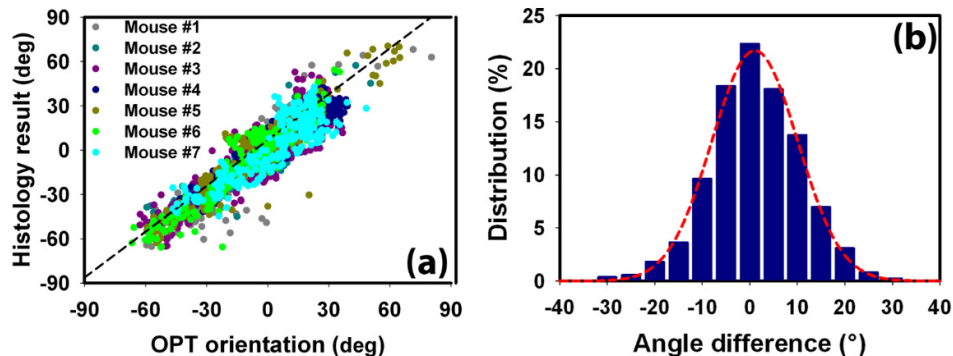 90
60
30
0
-30
-60
-90
Histology result (deg)
Mouse #1
Mouse #2
Mouse #3
Mouse #4
Mouse #5
Mouse #6
Mouse #7
(a)
-90 -60 -30 0 30 60 90
OPT orientation (deg)
25
20
15
10
5
0
Distribution (%)
(b)
-40 -30 -20 -10 0 10 20 30 40
Angle difference (°)